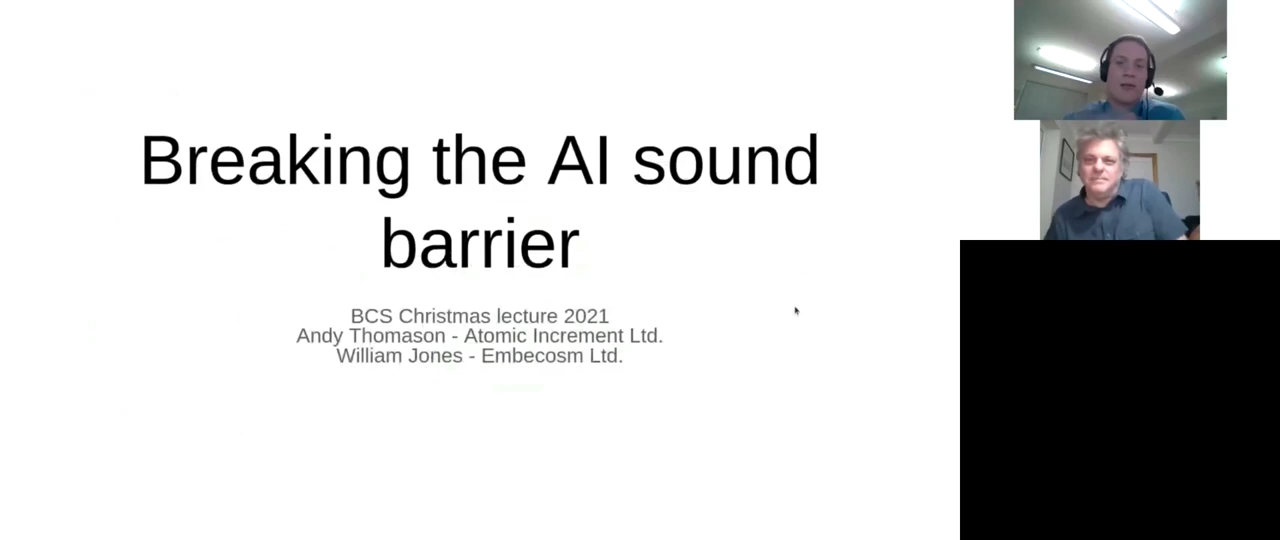 Breaking the AI sound
barrier
BCS Christmas lecture 2021
Andy Thomason - Atomic Increment Ltd.
William Jones - Embecosm Ltd.